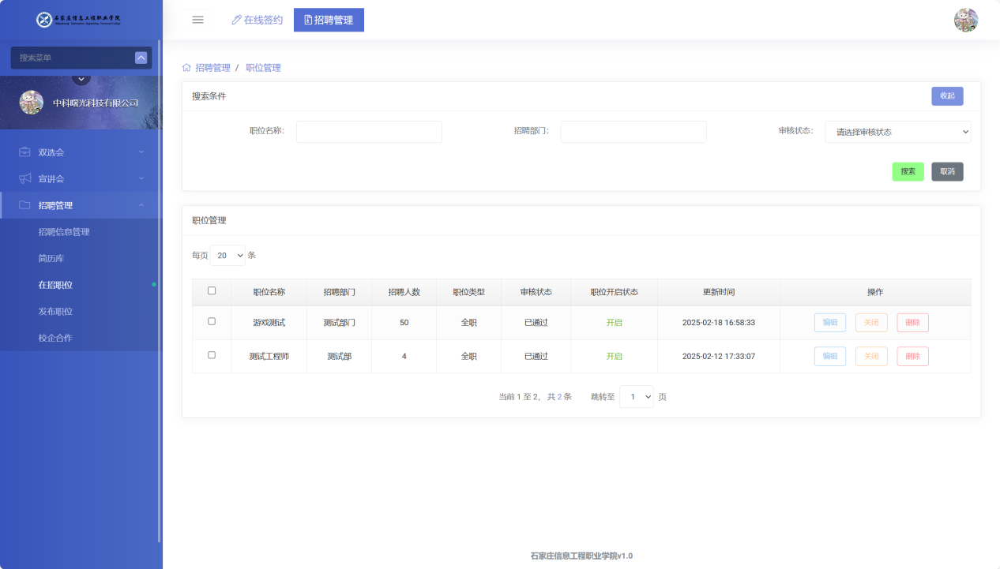 石家庄信息工程职业学院
在线签约 招聘管理
搜索菜单
中科曙光科技有限公司
双选会
宣讲会
招聘管理
招聘信息管理
简历库
在招职位
发布职位
校企合作
招聘管理 / 职位管理
搜索条件 收起
职位名称: 招聘部门: 审核状态: 请选择审核状态
搜索 取消
职位管理
每页 20 条
职位名称 招聘部门 招聘人数 职位类型 审核状态 职位开启状态 更新时间 操作
游戏测试 测试部门 50 全职 已通过 开启 2025-02-18 16:58:33 编辑 关闭 删除
测试工程师 测试部 4 全职 已通过 开启 2025-02-12 17:33:07 编辑 关闭 删除
当前 1 至 2, 共 2 条 跳转至 1 页
石家庄信息工程职业学院v1.0